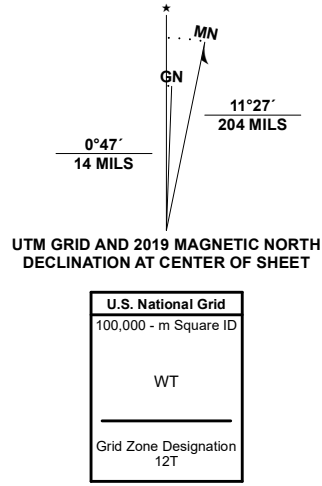 ★
MN
GN
11°27´
204 MILS
0°47´
14 MILS
UTM GRID AND 2019 MAGNETIC NORTH
DECLINATION AT CENTER OF SHEET
U.S. National Grid
100,000 - m Square ID
WT
Grid Zone Designation
12T